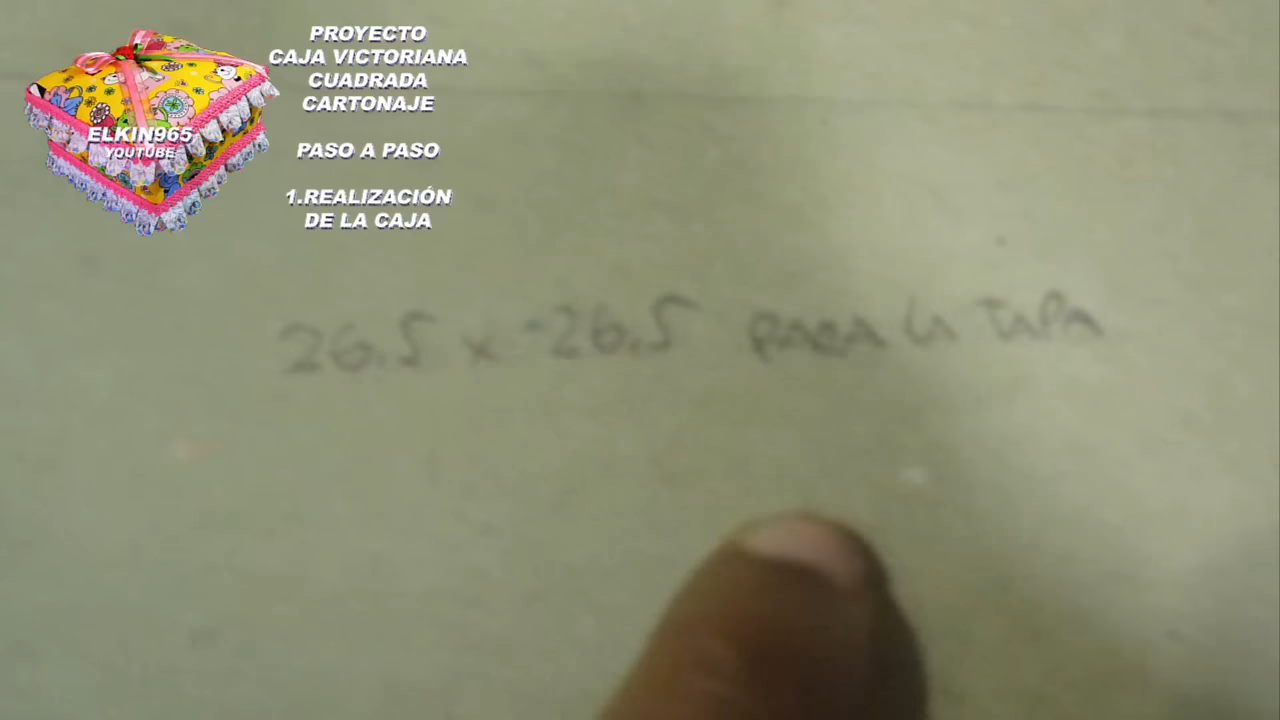 PROYECTO
CAJA VICTORIANA
CUADRADA
CARTONAJE
PASO A PASO
1.REALIZACIÓN
DE LA CAJA
ELKIN965
YOUTUBE
26.5 x 26.5 PARA LA TAPA